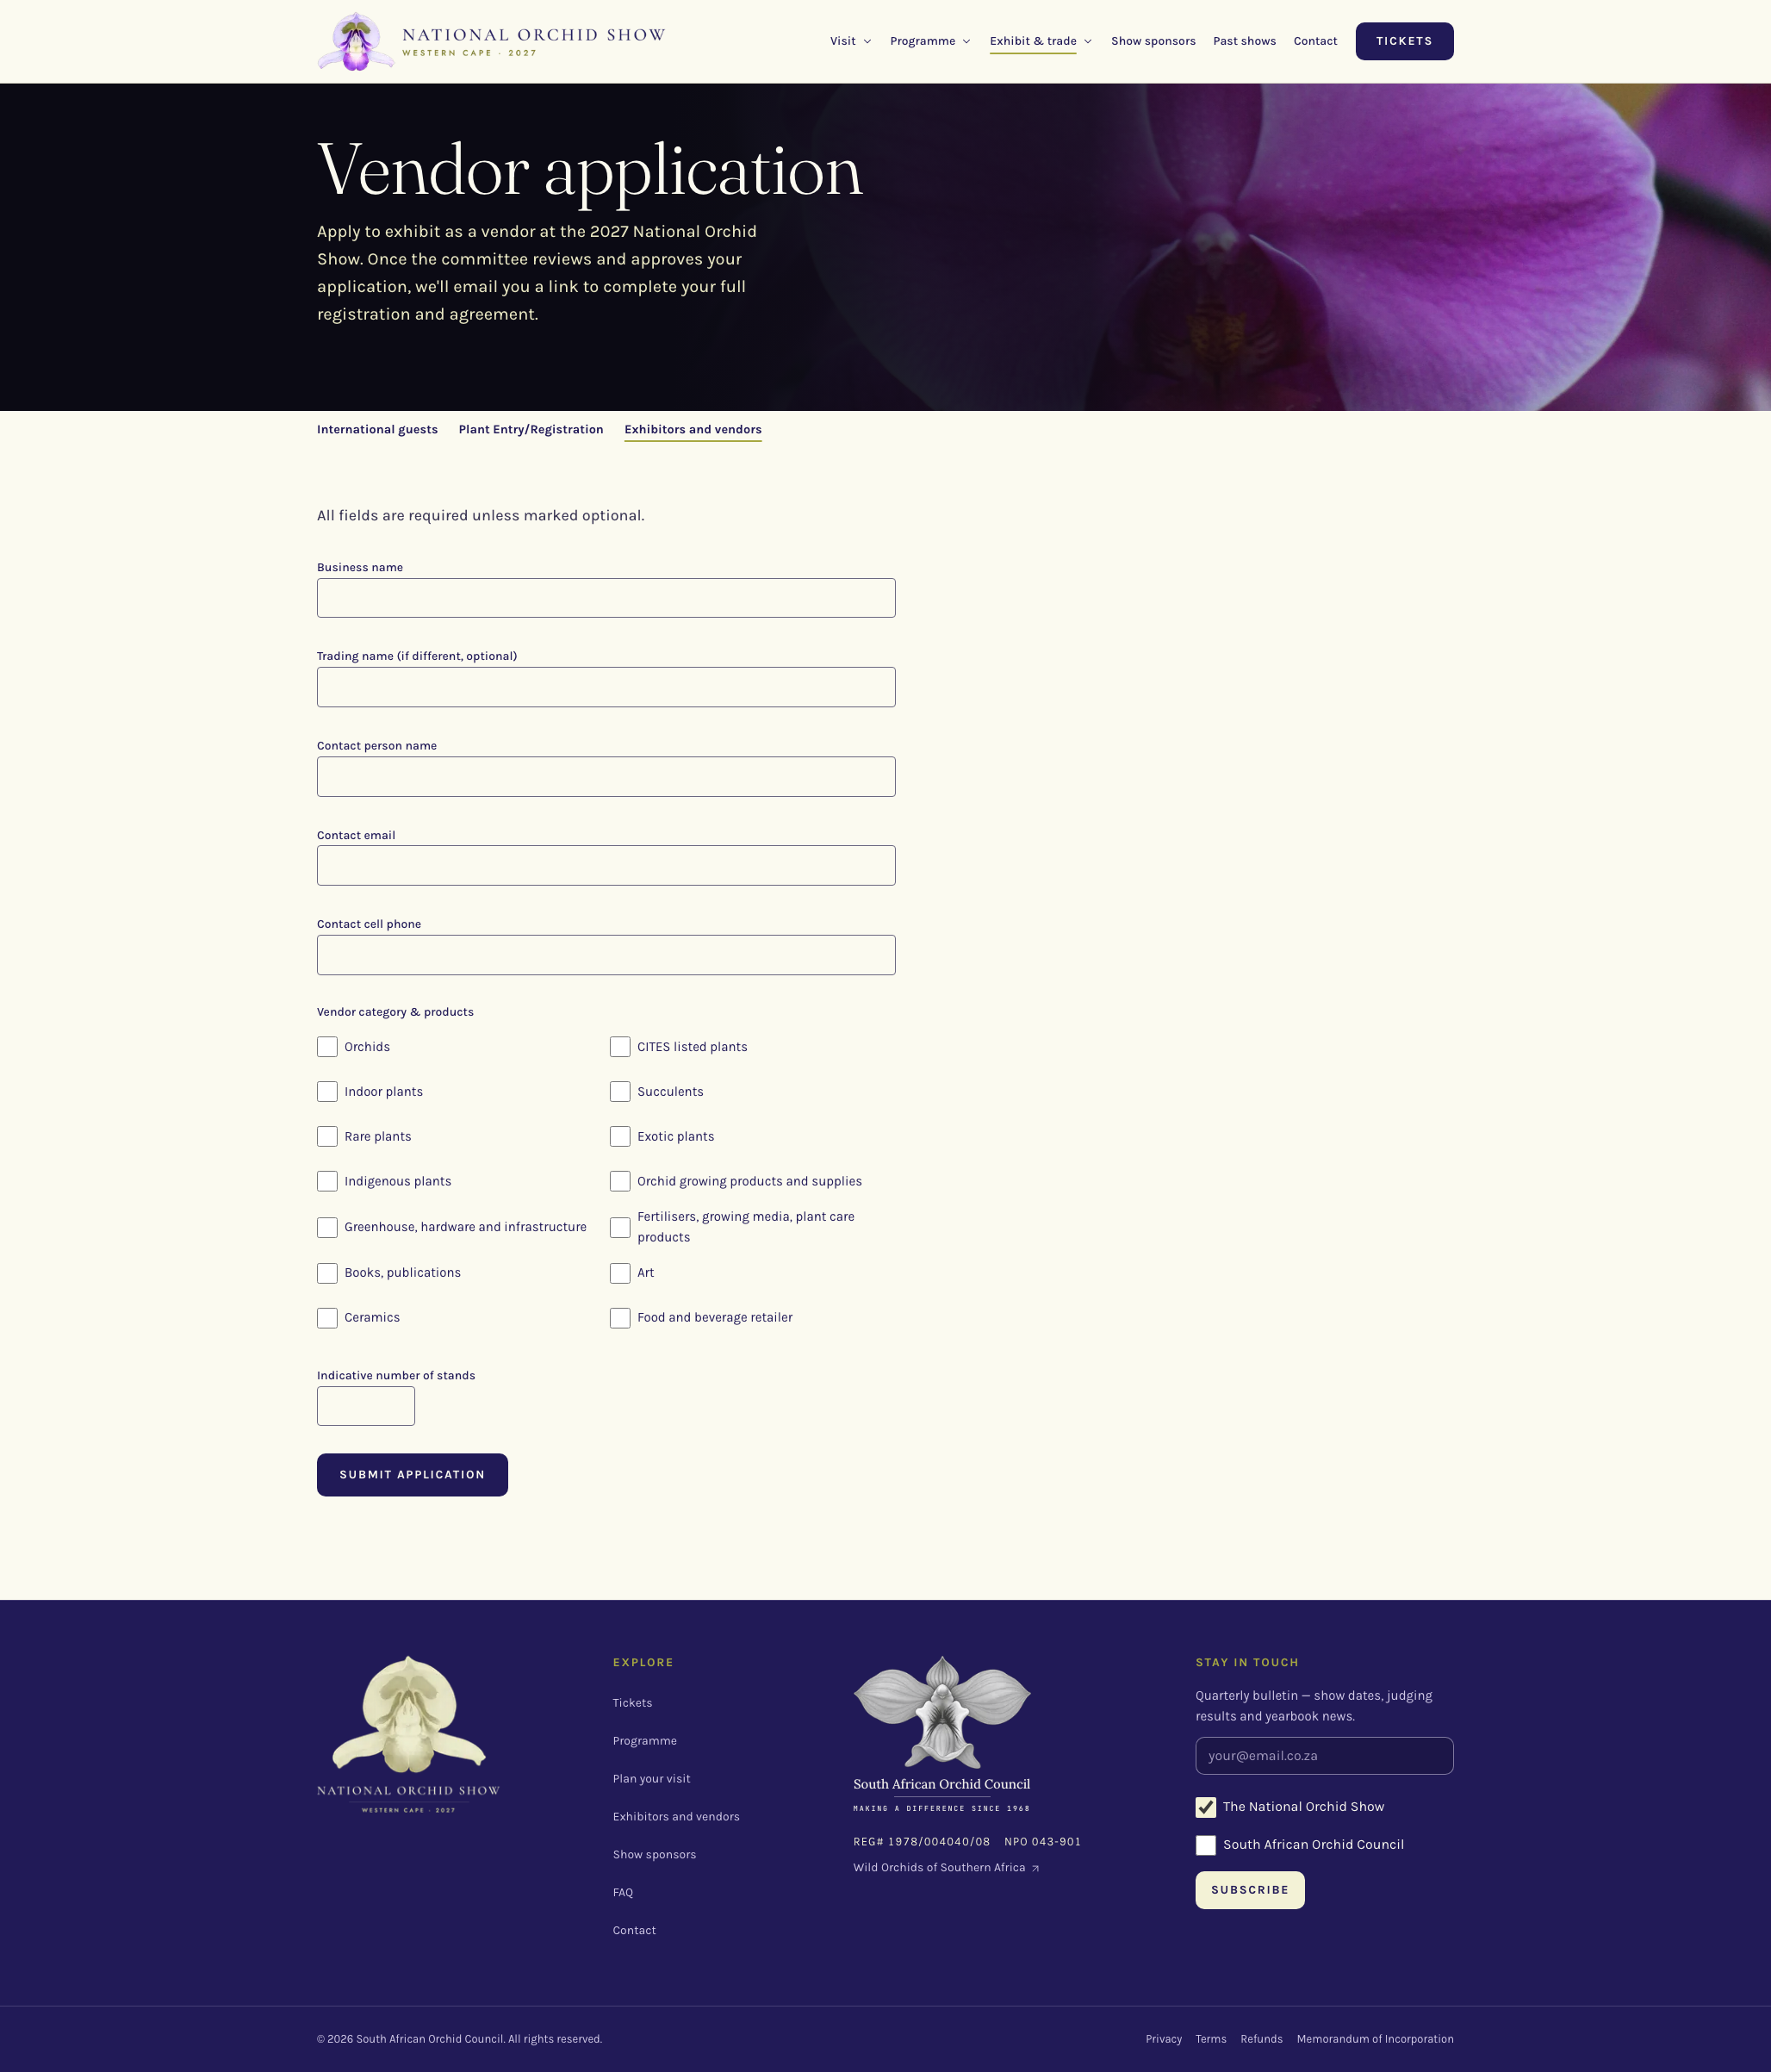 NATIONAL ORCHID SHOW
WESTERN CAPE · 2027
Visit
Programme
Exhibit & trade
Show sponsors
Past shows
Contact
TICKETS
Vendor application
Apply to exhibit as a vendor at the 2027 National Orchid
Show. Once the committee reviews and approves your
application, we'll email you a link to complete your full
registration and agreement.
International guests
Plant Entry/Registration
Exhibitors and vendors
All fields are required unless marked optional.
Business name
Trading name (if different, optional)
Contact person name
Contact email
Contact cell phone
Vendor category & products
Orchids
CITES listed plants
Indoor plants
Succulents
Rare plants
Exotic plants
Indigenous plants
Orchid growing products and supplies
Greenhouse, hardware and infrastructure
Fertilisers, growing media, plant care
products
Books, publications
Art
Ceramics
Food and beverage retailer
Indicative number of stands
SUBMIT APPLICATION
NATIONAL ORCHID SHOW
WESTERN CAPE · 2027
EXPLORE
Tickets
Programme
Plan your visit
Exhibitors and vendors
Show sponsors
FAQ
Contact
South African Orchid Council
MAKING A DIFFERENCE SINCE 1968
REG# 1978/004040/08 NPO 043-901
Wild Orchids of Southern Africa ↗
STAY IN TOUCH
Quarterly bulletin — show dates, judging
results and yearbook news.
your@email.co.za
The National Orchid Show
South African Orchid Council
SUBSCRIBE
© 2026 South African Orchid Council. All rights reserved.
Privacy
Terms
Refunds
Memorandum of Incorporation